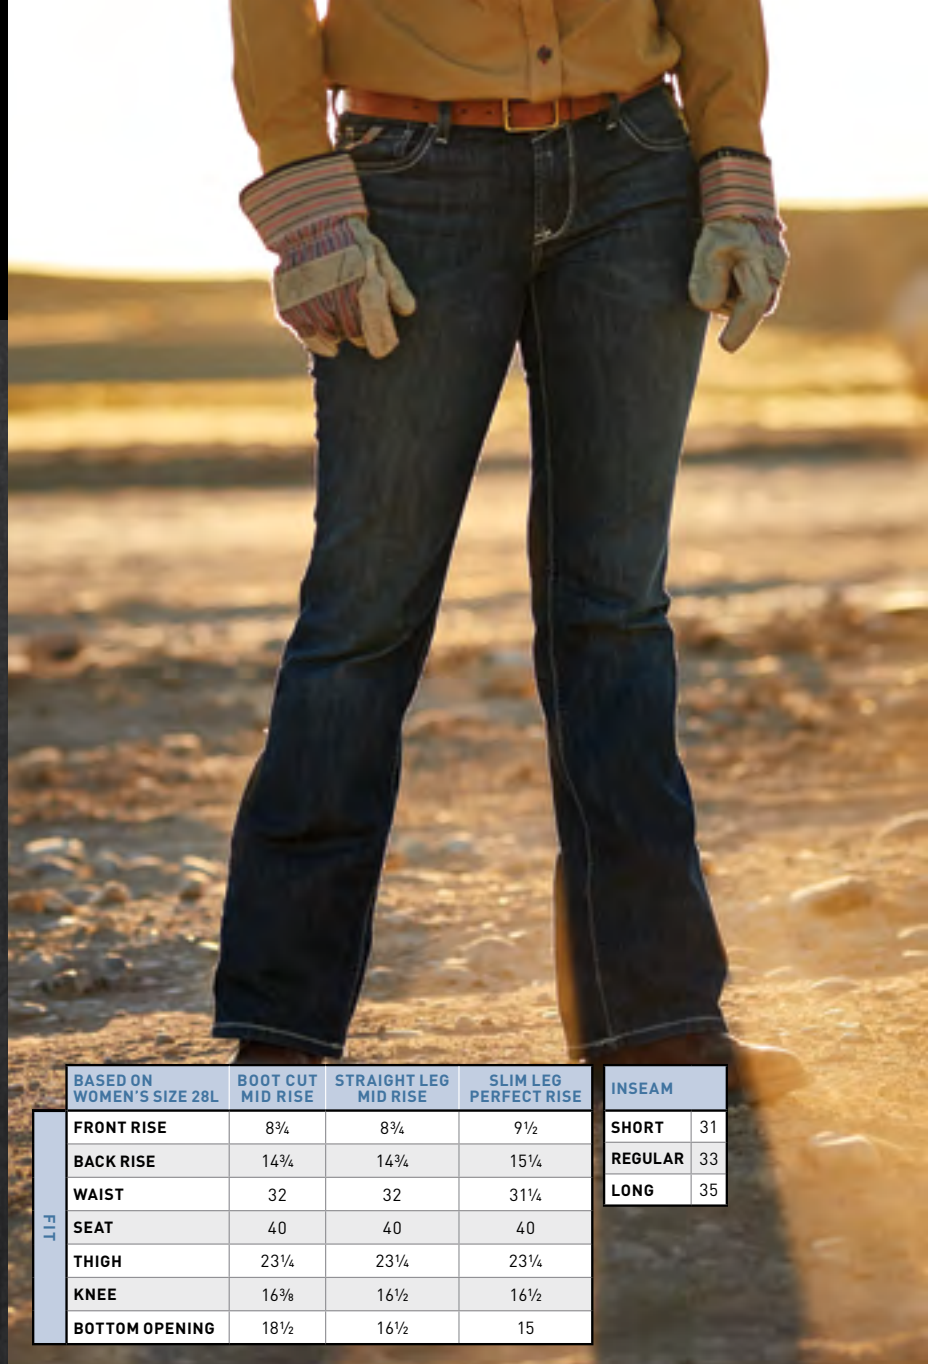 BASED ON
WOMEN'S SIZE 28L
BOOT CUT
MID RISE
STRAIGHT LEG
MID RISE
SLIM LEG
PERFECT RISE
FIT
FRONT RISE 8¾ 8¾ 9½
BACK RISE 14¾ 14¾ 15¼
WAIST 32 32 31¼
SEAT 40 40 40
THIGH 23¼ 23¼ 23¼
KNEE 16⅜ 16½ 16½
BOTTOM OPENING 18½ 16½ 15
INSEAM
SHORT 31
REGULAR 33
LONG 35